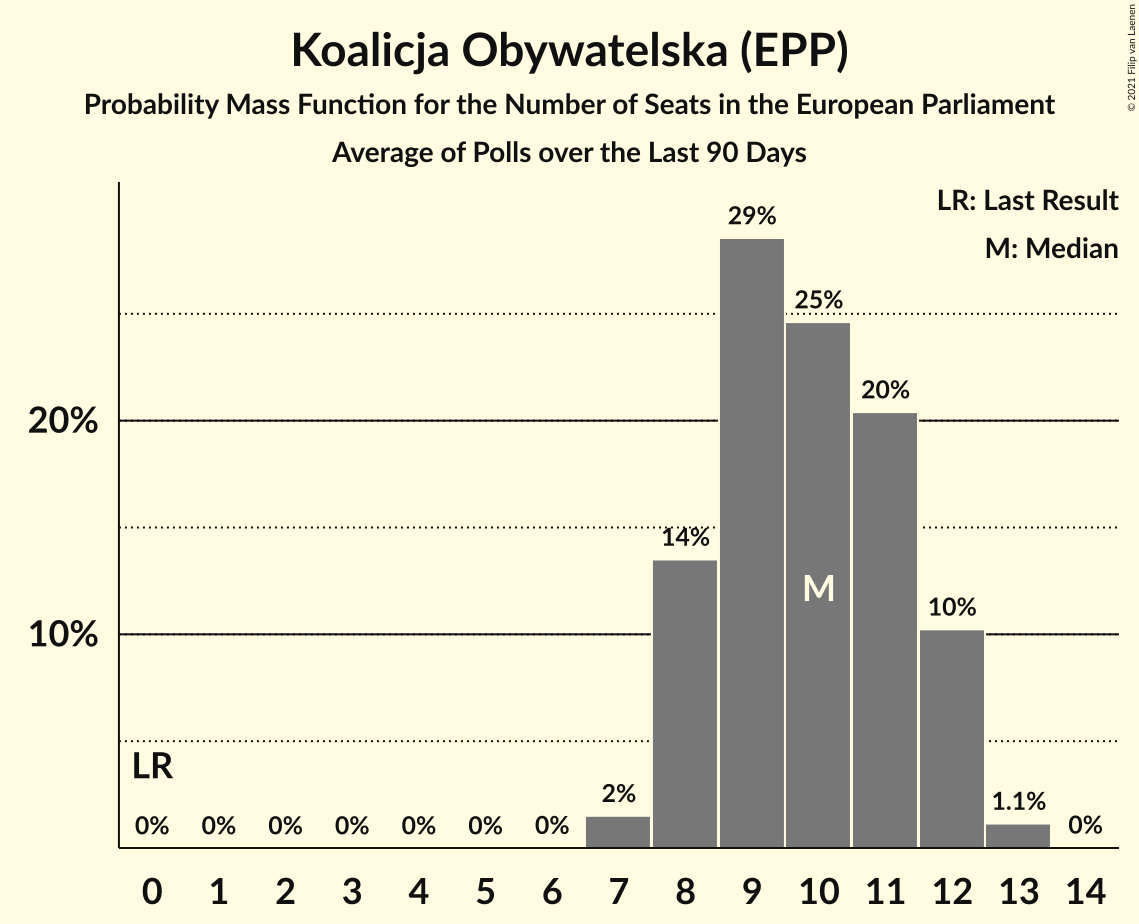 Koalicja Obywatelska (EPP)
Probability Mass Function for the Number of Seats in the European Parliament
Average of Polls over the Last 90 Days
© 2021 Filip van Laenen
LR: Last Result
M: Median
29%
25%
20%
20%
14%
M
10%
10%
LR
2%
1.1%
0% 0% 0% 0% 0% 0% 0% 0%
0 1 2 3 4 5 6 7 8 9 10 11 12 13 14